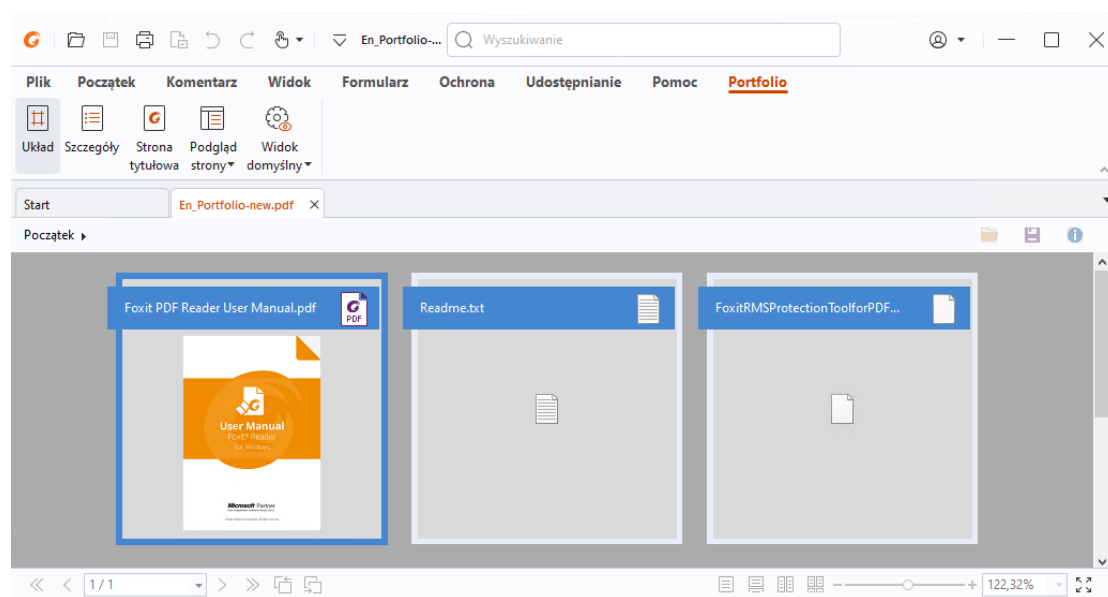 En_Portfolio-...
Wyszukiwanie
Plik Początek Komentarz Widok Formularz Ochrona Udostępnianie Pomoc Portfolio
Układ Szczegóły Strona tytułowa Podgląd strony Widok domyślny
Start En_Portfolio-new.pdf
Początek
Foxit PDF Reader User Manual.pdf
PDF
Readme.txt
FoxitRMSProtectionToolforPDF...
User Manual
Foxit® Reader
For Windows
Microsoft Partner
1 / 1
122,32%